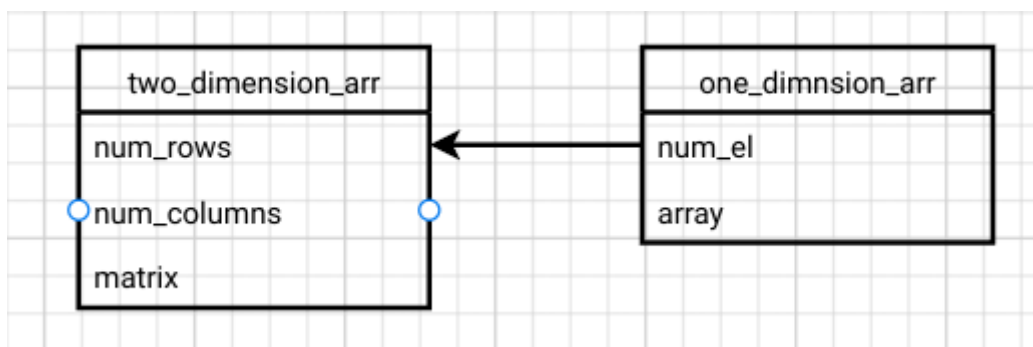 two_dimension_arr
num_rows
num_columns
matrix
one_dimnsion_arr
num_el
array